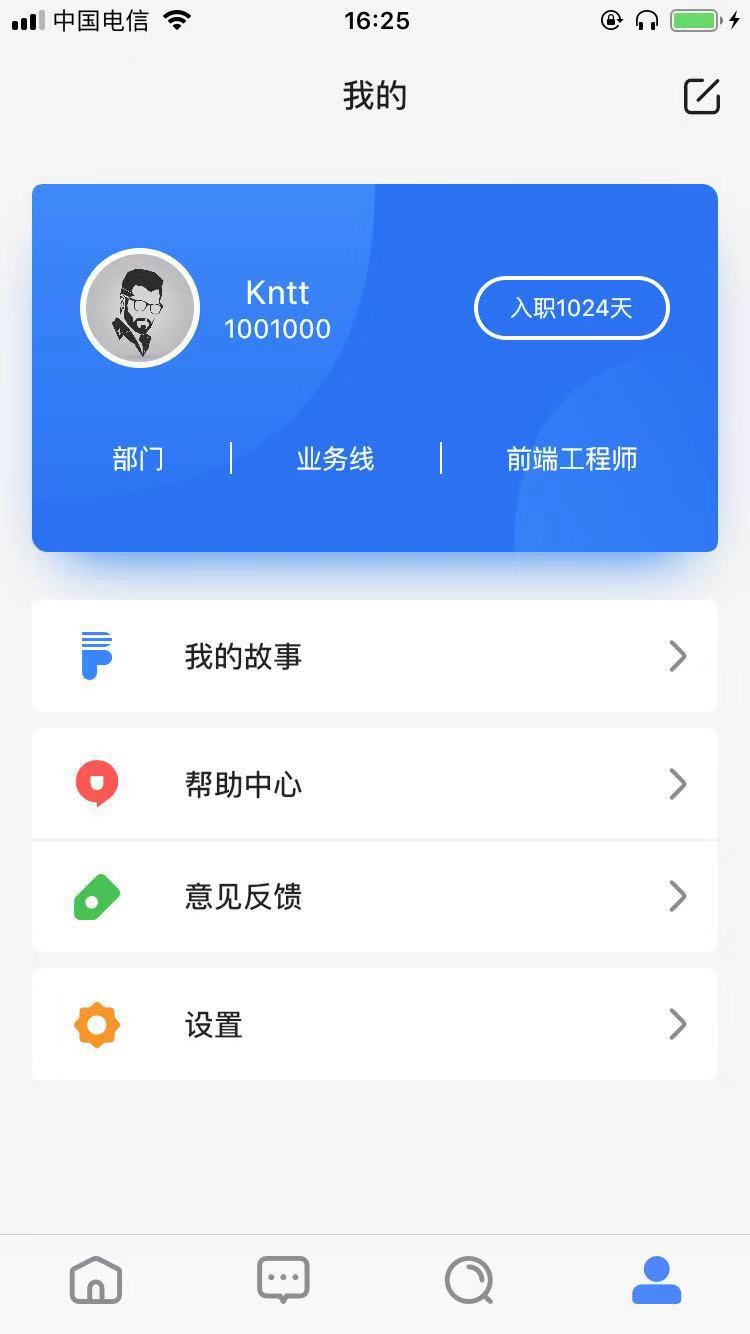 中国电信 16:25
我的
Kntt
1001000
入职1024天
部门 业务线 前端工程师
我的故事
帮助中心
意见反馈
设置